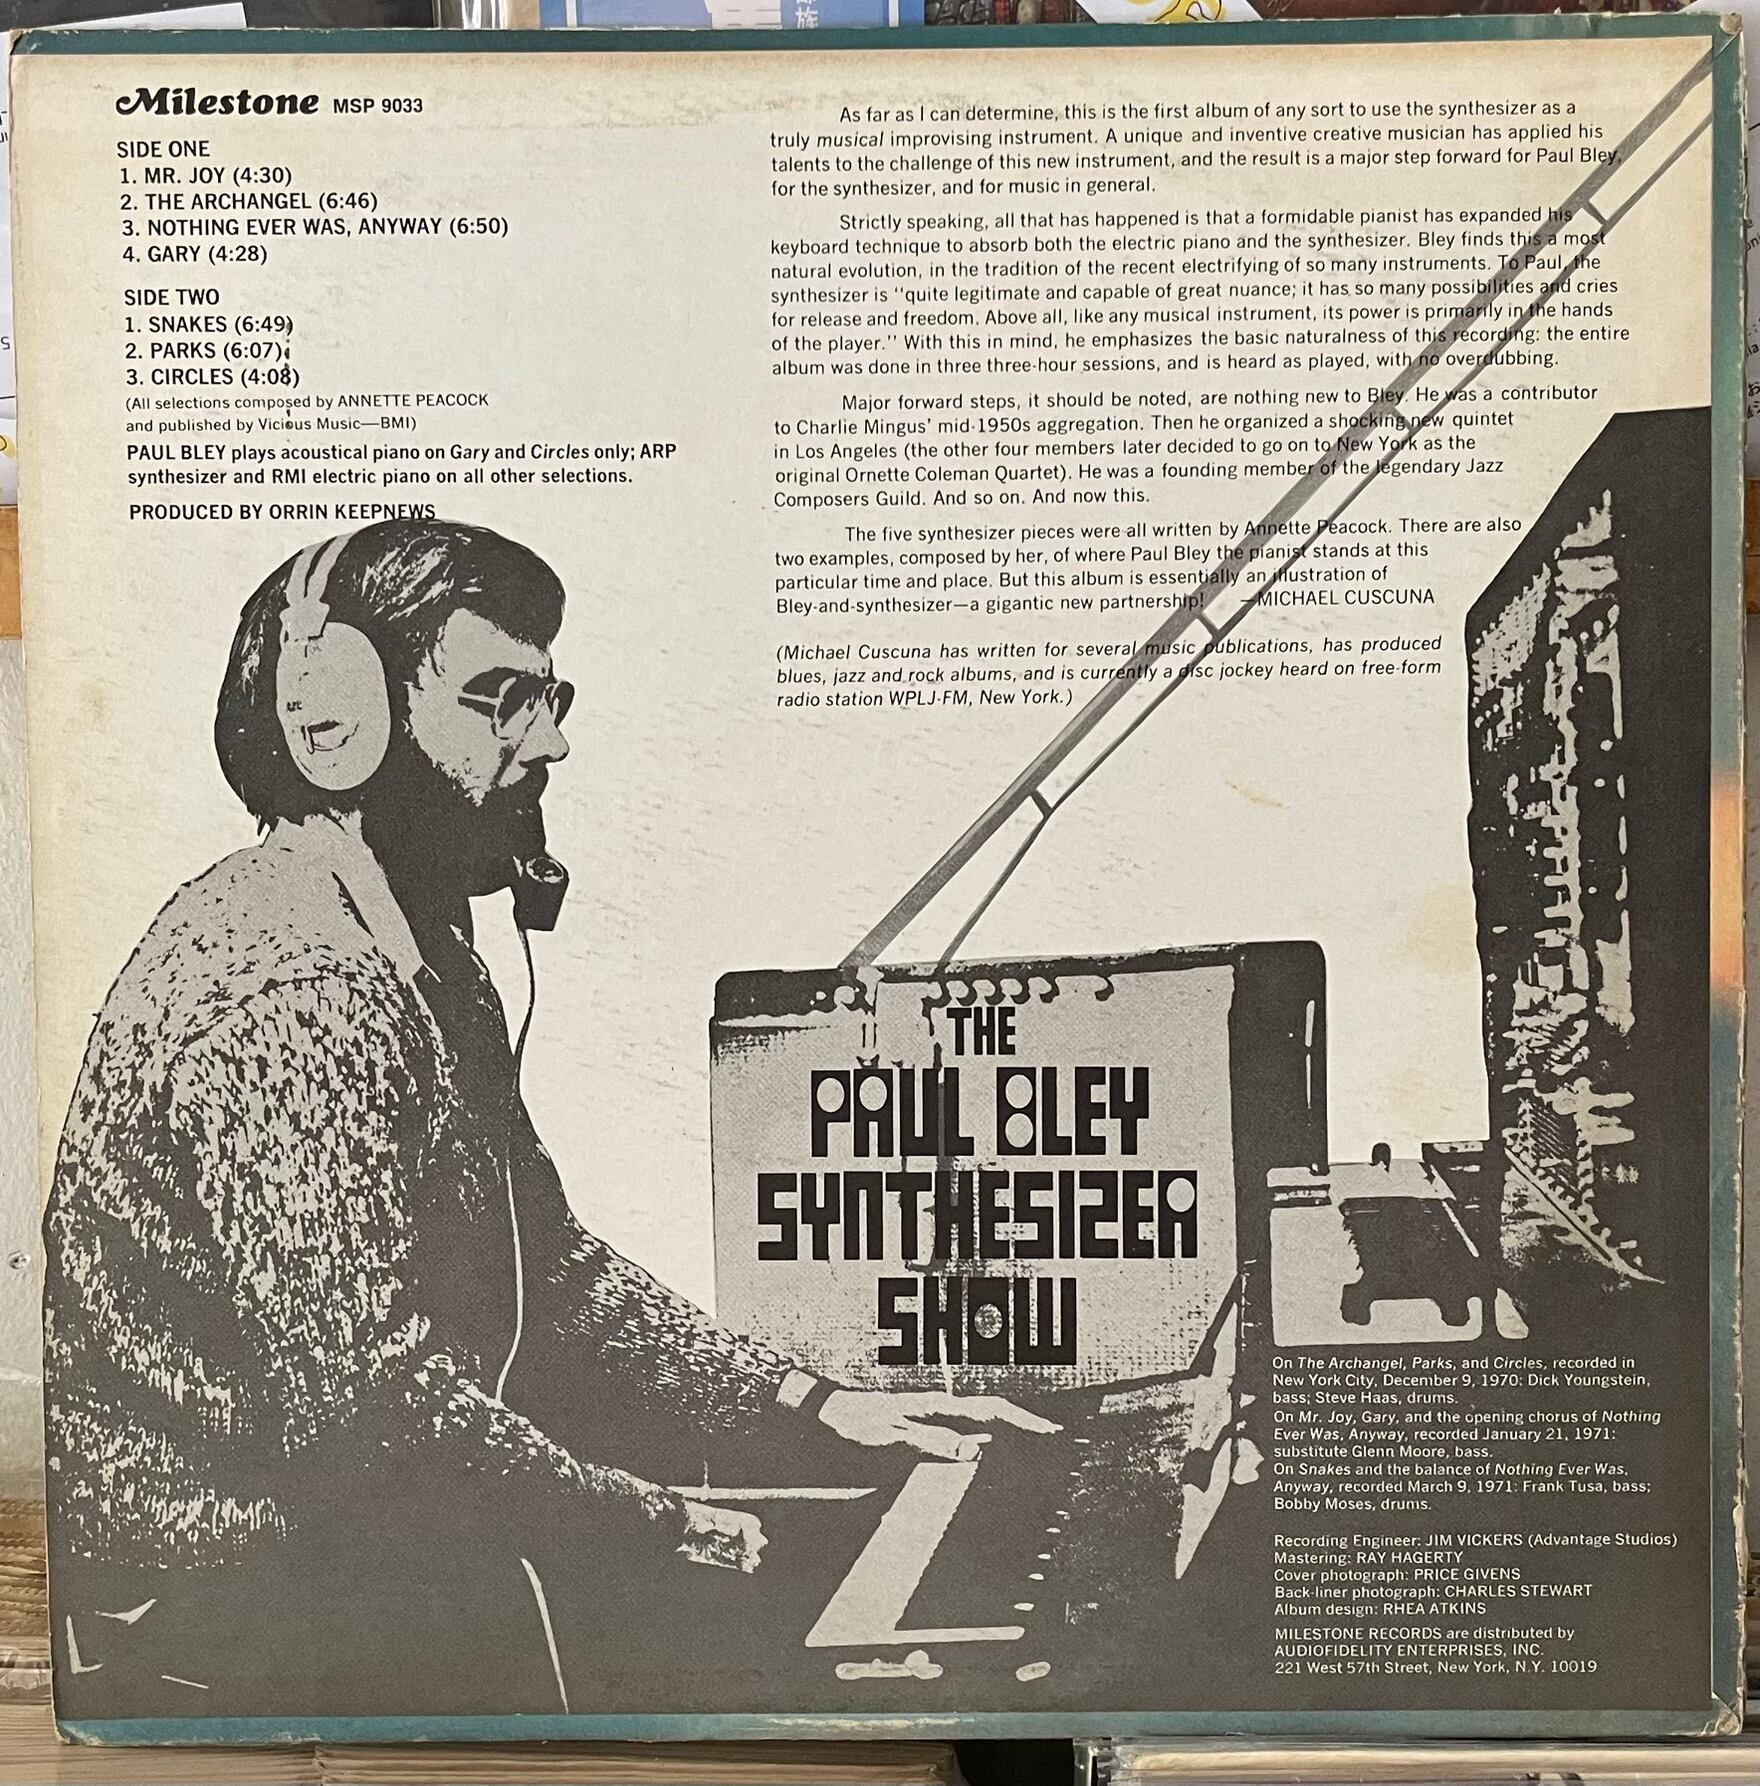 Milestone MSP 9033
SIDE ONE
1. MR. JOY (4:30)
2. THE ARCHANGEL (6:46)
3. NOTHING EVER WAS, ANYWAY (6:50)
4. GARY (4:28)
SIDE TWO
1. SNAKES (6:49)
2. PARKS (6:07)
3. CIRCLES (4:08)
(All selections composed by ANNETTE PEACOCK
and published by Vicious Music—BMI)
PAUL BLEY plays acoustical piano on Gary and Circles only; ARP
synthesizer and RMI electric piano on all other selections.
PRODUCED BY ORRIN KEEPNEWS
As far as I can determine, this is the first album of any sort to use the synthesizer as a
truly musical improvising instrument. A unique and inventive creative musician has applied his
talents to the challenge of this new instrument, and the result is a major step forward for Paul Bley,
for the synthesizer, and for music in general.
Strictly speaking, all that has happened is that a formidable pianist has expanded his
keyboard technique to absorb both the electric piano and the synthesizer. Bley finds this a most
natural evolution, in the tradition of the recent electrifying of so many instruments. To Paul, the
synthesizer is "quite legitimate and capable of great nuance; it has so many possibilities and cries
for release and freedom. Above all, like any musical instrument, its power is primarily in the hands
of the player." With this in mind, he emphasizes the basic naturalness of this recording: the entire
album was done in three three-hour sessions, and is heard as played, with no overdubbing.
Major forward steps, it should be noted, are nothing new to Bley. He was a contributor
to Charlie Mingus' mid-1950s aggregation. Then he organized a shocking new quintet
in Los Angeles (the other four members later decided to go on to New York as the
original Ornette Coleman Quartet). He was a founding member of the legendary Jazz
Composers Guild. And so on. And now this.
The five synthesizer pieces were all written by Annette Peacock. There are also
two examples, composed by her, of where Paul Bley the pianist stands at this
particular time and place. But this album is essentially an illustration of
Bley-and-synthesizer—a gigantic new partnership! —MICHAEL CUSCUNA
(Michael Cuscuna has written for several music publications, has produced
blues, jazz and rock albums, and is currently a disc jockey heard on free-form
radio station WPLJ-FM, New York.)
THE
PAUL BLEY
SYNTHESIZER
SHOW
On The Archangel, Parks, and Circles, recorded in
New York City, December 9, 1970: Dick Youngstein,
bass; Steve Haas, drums.
On Mr. Joy, Gary, and the opening chorus of Nothing
Ever Was, Anyway, recorded January 21, 1971:
substitute Glenn Moore, bass.
On Snakes and the balance of Nothing Ever Was,
Anyway, recorded March 9, 1971: Frank Tusa, bass;
Bobby Moses, drums.
Recording Engineer: JIM VICKERS (Advantage Studios)
Mastering: RAY HAGERTY
Cover photograph: PRICE GIVENS
Back-liner photograph: CHARLES STEWART
Album design: RHEA ATKINS
MILESTONE RECORDS are distributed by
AUDIOFIDELITY ENTERPRISES, INC.
221 West 57th Street, New York, N.Y. 10019